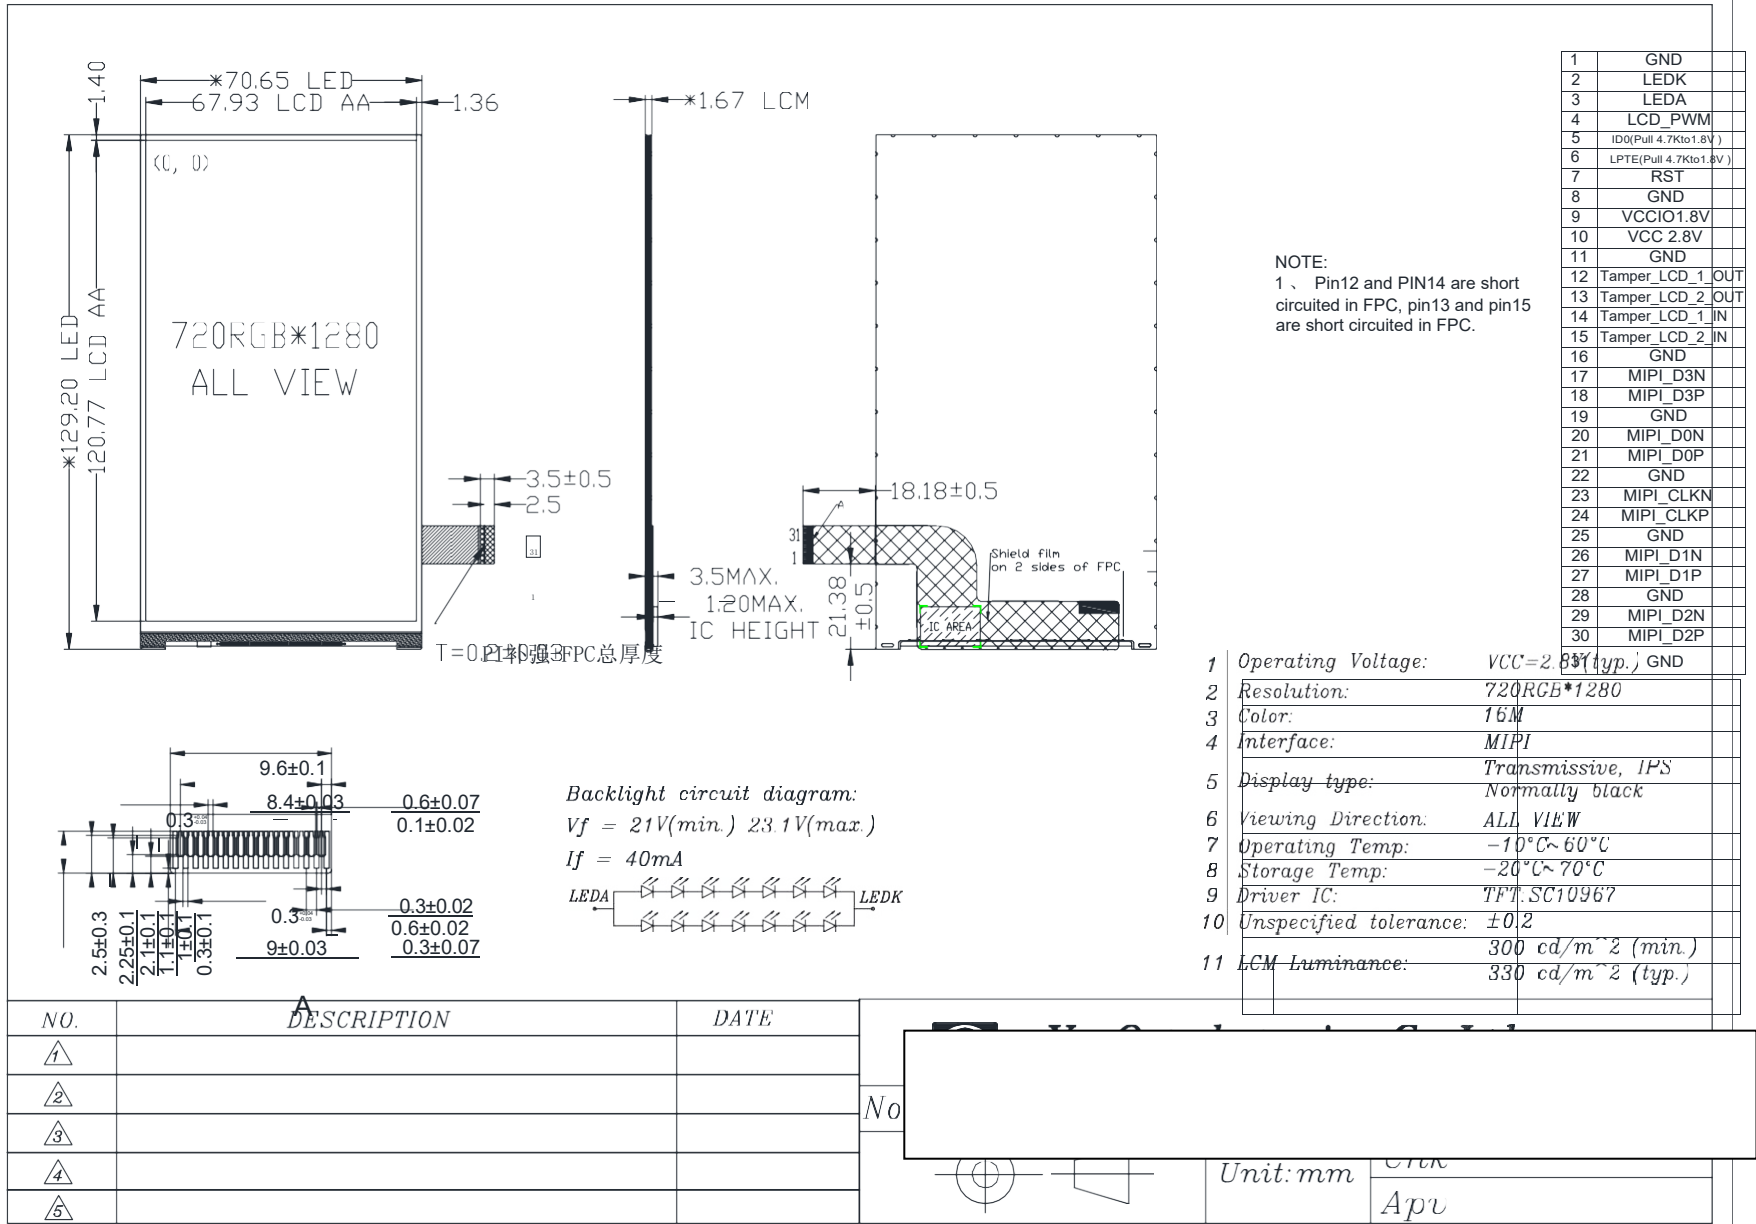 *70.65 LED
67.93 LCD AA
1.36
1.40
*129.20 LED
120.77 LCD AA
(0, 0)
720RGB*1280
ALL VIEW
3.5±0.5
2.5
31
1
PI补强+FPC总厚度
*1.67 LCM
3.5MAX.
1.20MAX.
IC HEIGHT
18.18±0.5
A
31
1
21.38
±0.5
Shield film
on 2 sides of FPC
IC AREA
NOTE:
1 、 Pin12 and PIN14 are short
circuited in FPC, pin13 and pin15
are short circuited in FPC.
1 GND
2 LEDK
3 LEDA
4 LCD_PWM
5 ID0(Pull 4.7Kto1.8V )
6 LPTE(Pull 4.7Kto1.8V )
7 RST
8 GND
9 VCCIO1.8V
10 VCC 2.8V
11 GND
12 Tamper_LCD_1_OUT
13 Tamper_LCD_2_OUT
14 Tamper_LCD_1_IN
15 Tamper_LCD_2_IN
16 GND
17 MIPI_D3N
18 MIPI_D3P
19 GND
20 MIPI_D0N
21 MIPI_D0P
22 GND
23 MIPI_CLKN
24 MIPI_CLKP
25 GND
26 MIPI_D1N
27 MIPI_D1P
28 GND
29 MIPI_D2N
30 MIPI_D2P
31 GND
1 Operating Voltage: VCC=2.8V(typ.)
2 Resolution: 720RGB*1280
3 Color: 16M
4 Interface: MIPI
5 Display type: Transmissive, IPS
Normally black
6 Viewing Direction: ALL VIEW
7 Operating Temp: -10°C~60°C
8 Storage Temp: -20°C~70°C
9 Driver IC: TFT:SC10967
10 Unspecified tolerance: ±0.2
11 LCM Luminance: 300 cd/m^2 (min.)
330 cd/m^2 (typ.)
9.6±0.1
8.4±0.03
0.6±0.07
0.1±0.02
0.3
2.5±0.3
2.25±0.1
2.1±0.1
1.1±0.1
1±0.1
0.3±0.1
0.3
9±0.03
0.3±0.02
0.6±0.02
0.3±0.07
A
Backlight circuit diagram:
Vf = 21V(min.) 23.1V(max.)
If = 40mA
LEDA
LEDK
NO. DESCRIPTION DATE
1
2
3
4
5
No
Unit:mm
Apv